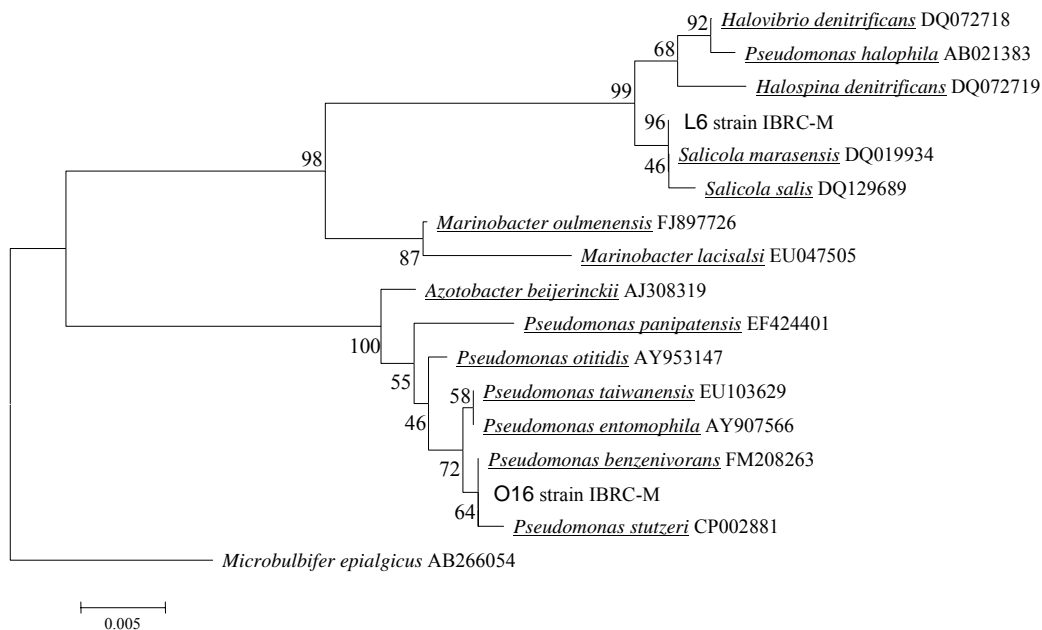 92
Halovibrio denitrificans DQ072718
Pseudomonas halophila AB021383
68
Halospina denitrificans DQ072719
99
96
L6 strain IBRC-M
Salicola marasensis DQ019934
46
Salicola salis DQ129689
98
Marinobacter oulmenensis FJ897726
87
Marinobacter lacisalsi EU047505
Azotobacter beijerinckii AJ308319
100
Pseudomonas panipatensis EF424401
55
Pseudomonas otitidis AY953147
46
58
Pseudomonas taiwanensis EU103629
Pseudomonas entomophila AY907566
72
Pseudomonas benzenivorans FM208263
O16 strain IBRC-M
64
Pseudomonas stutzeri CP002881
Microbulbifer epialgicus AB266054
0.005